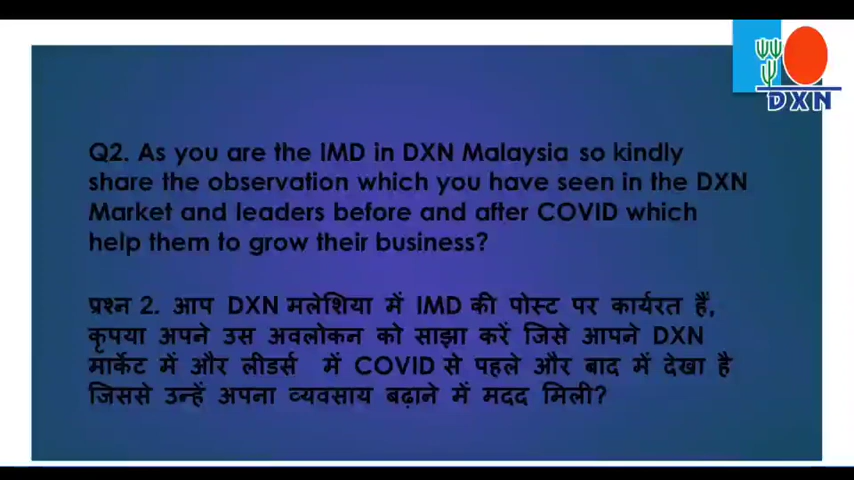 DXN
Q2. As you are the IMD in DXN Malaysia so kindly
share the observation which you have seen in the DXN
Market and leaders before and after COVID which
help them to grow their business?
प्रश्न 2. आप DXN मलेशिया में IMD की पोस्ट पर कार्यरत हैं,
कृपया अपने उस अवलोकन को साझा करें जिसे आपने DXN
मार्केट में और लीडर्स में COVID से पहले और बाद में देखा है
जिससे उन्हें अपना व्यवसाय बढ़ाने में मदद मिली?